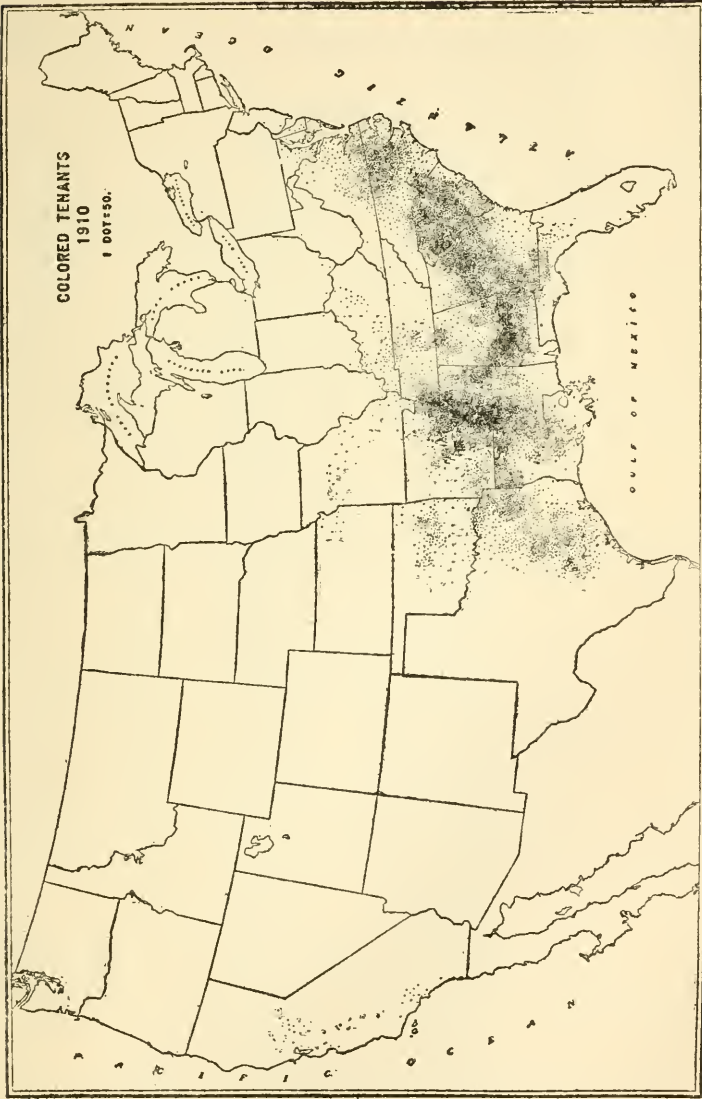 COLORED TENANTS
1910
1 DOT=50.
ATLANTIC OCEAN
GULF OF MEXICO
PACIFIC OCEAN